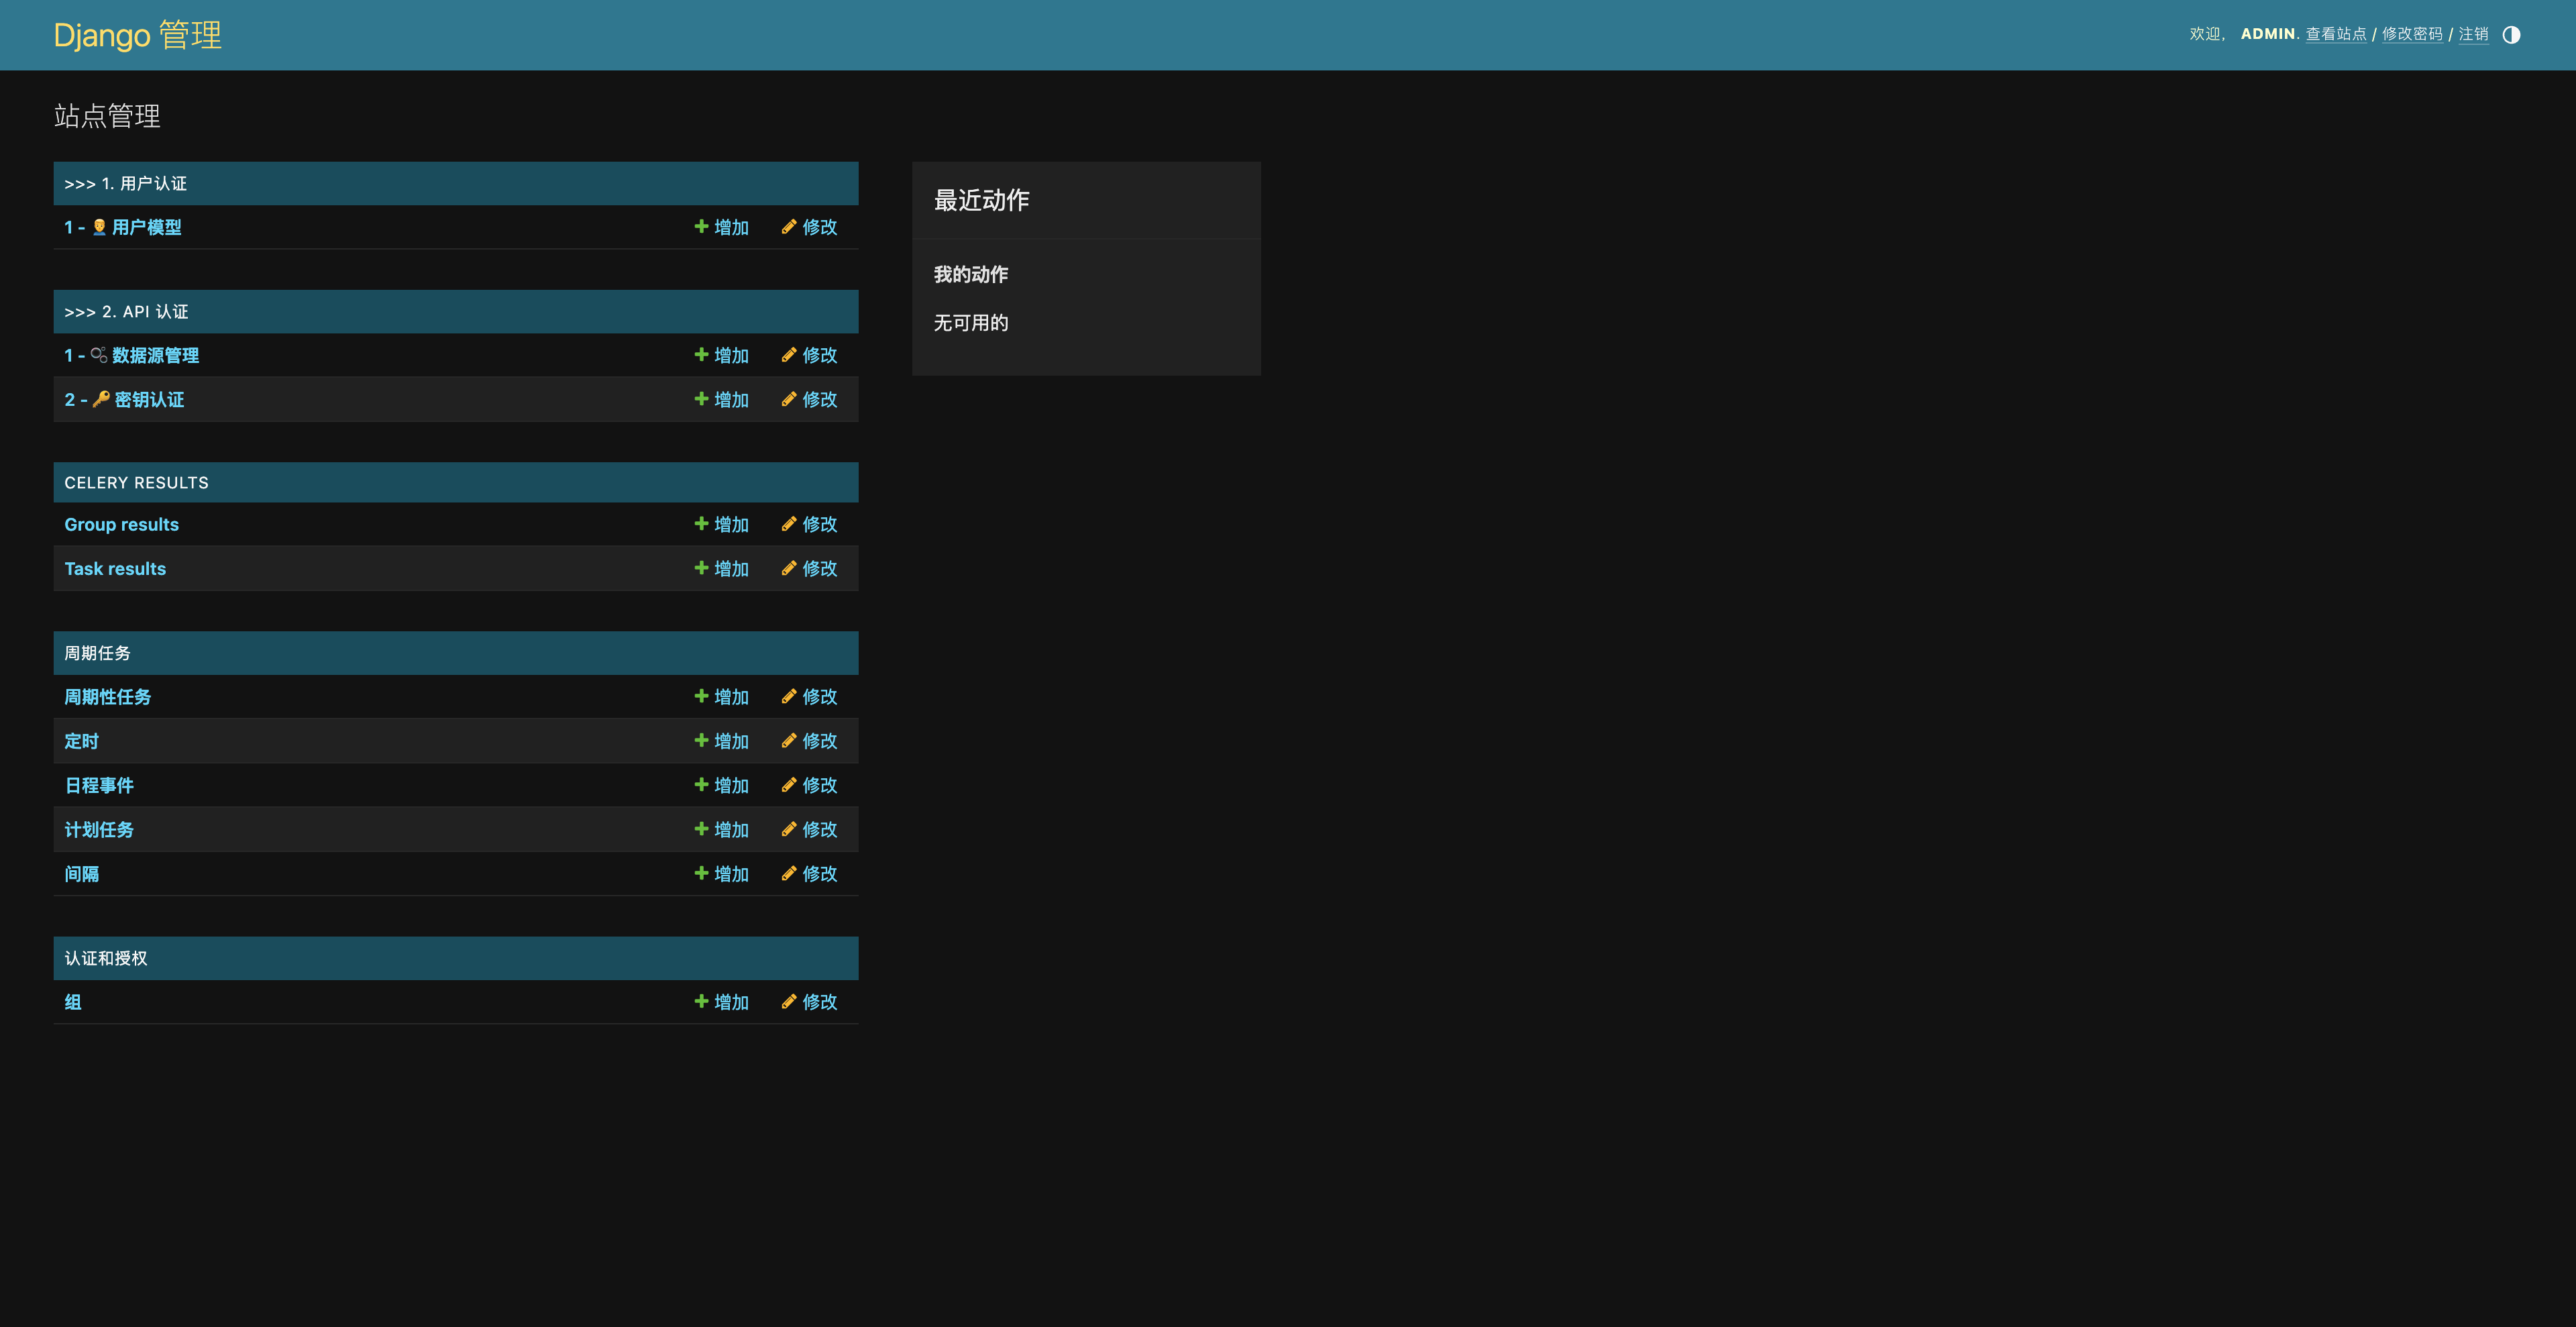 Django 管理
欢迎， ADMIN. 查看站点 / 修改密码 / 注销
站点管理
>>> 1. 用户认证
1 - 👨‍🦳 用户模型 增加 修改
>>> 2. API 认证
1 - 数据源管理 增加 修改
2 - 🔑 密钥认证 增加 修改
CELERY RESULTS
Group results 增加 修改
Task results 增加 修改
周期任务
周期性任务 增加 修改
定时 增加 修改
日程事件 增加 修改
计划任务 增加 修改
间隔 增加 修改
认证和授权
组 增加 修改
最近动作
我的动作
无可用的